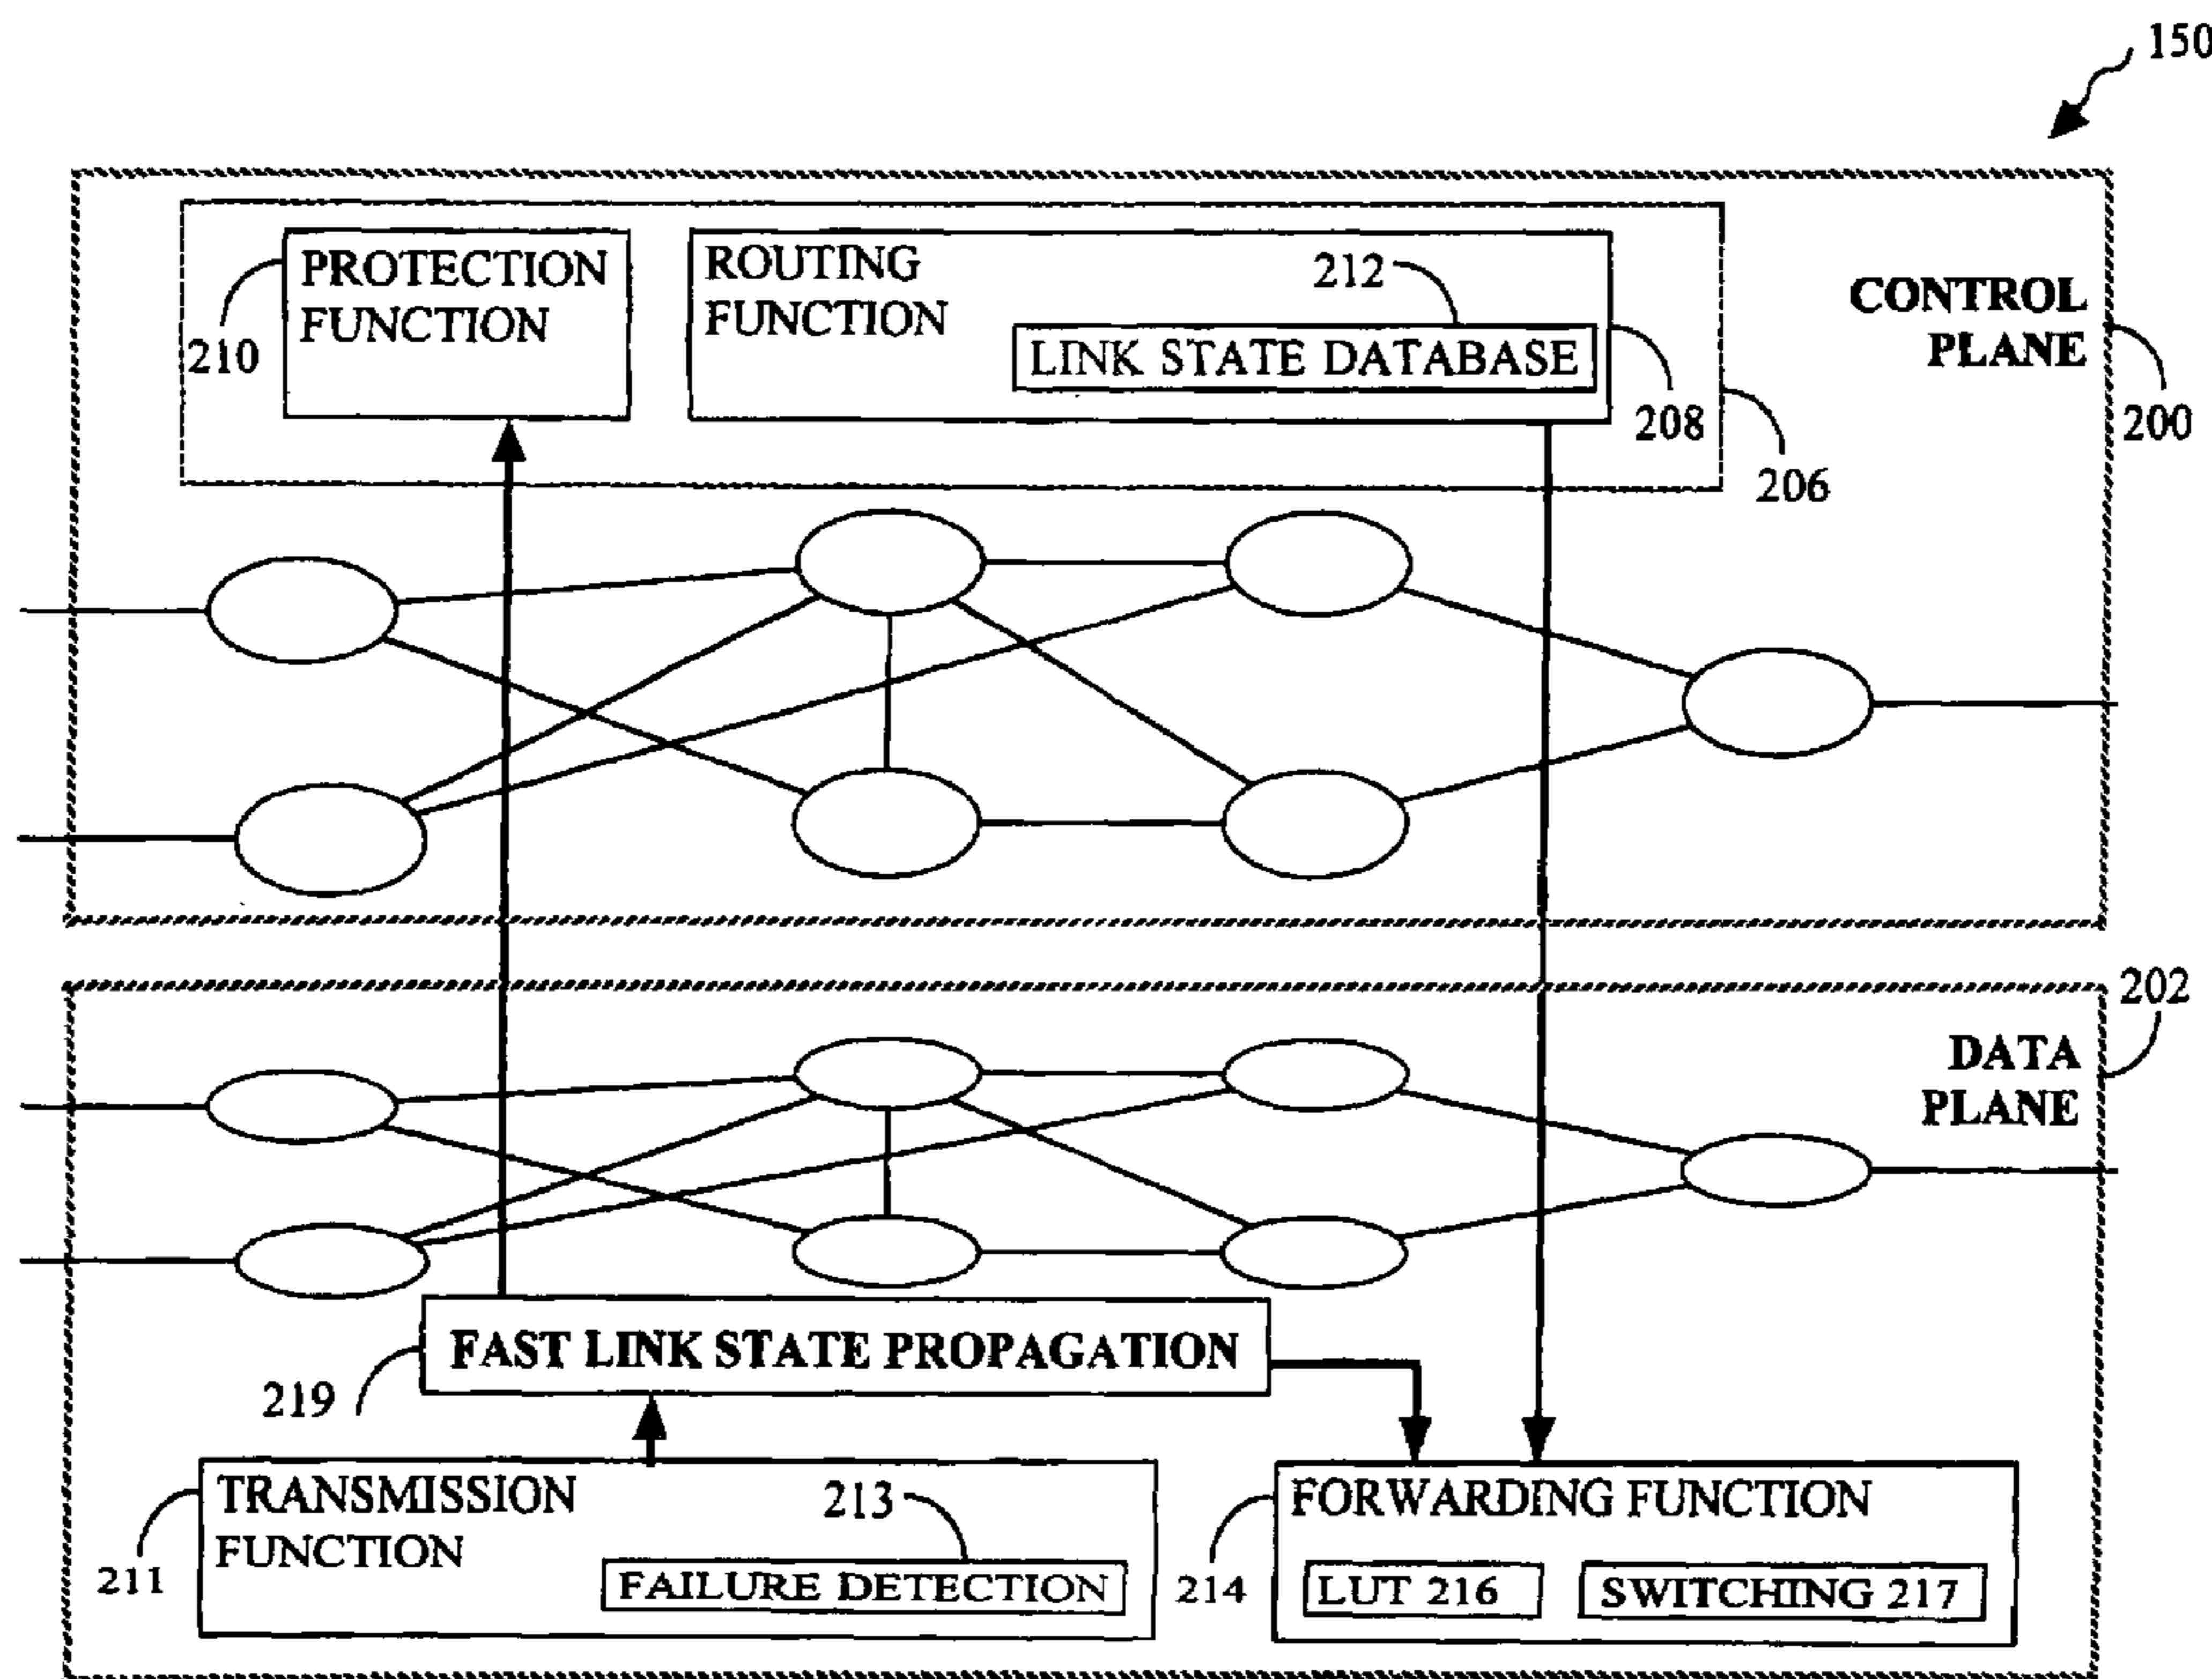 150
PROTECTION
FUNCTION
210
ROUTING
FUNCTION
212
LINK STATE DATABASE
208
206
CONTROL
PLANE
200
202
DATA
PLANE
FAST LINK STATE PROPAGATION
219
TRANSMISSION
FUNCTION
211
213
FAILURE DETECTION
FORWARDING FUNCTION
214
LUT 216
SWITCHING 217